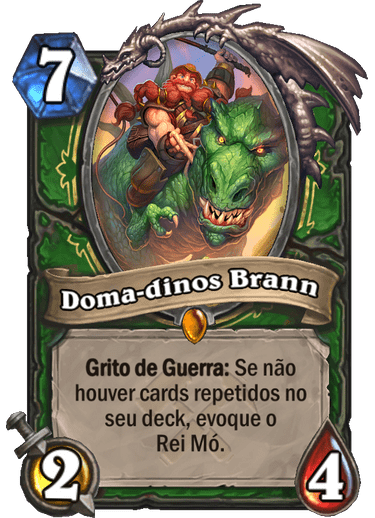 7
Doma-dinos Brann
Grito de Guerra: Se não
houver cards repetidos no
seu deck, evoque o
Rei Mó.
2
4